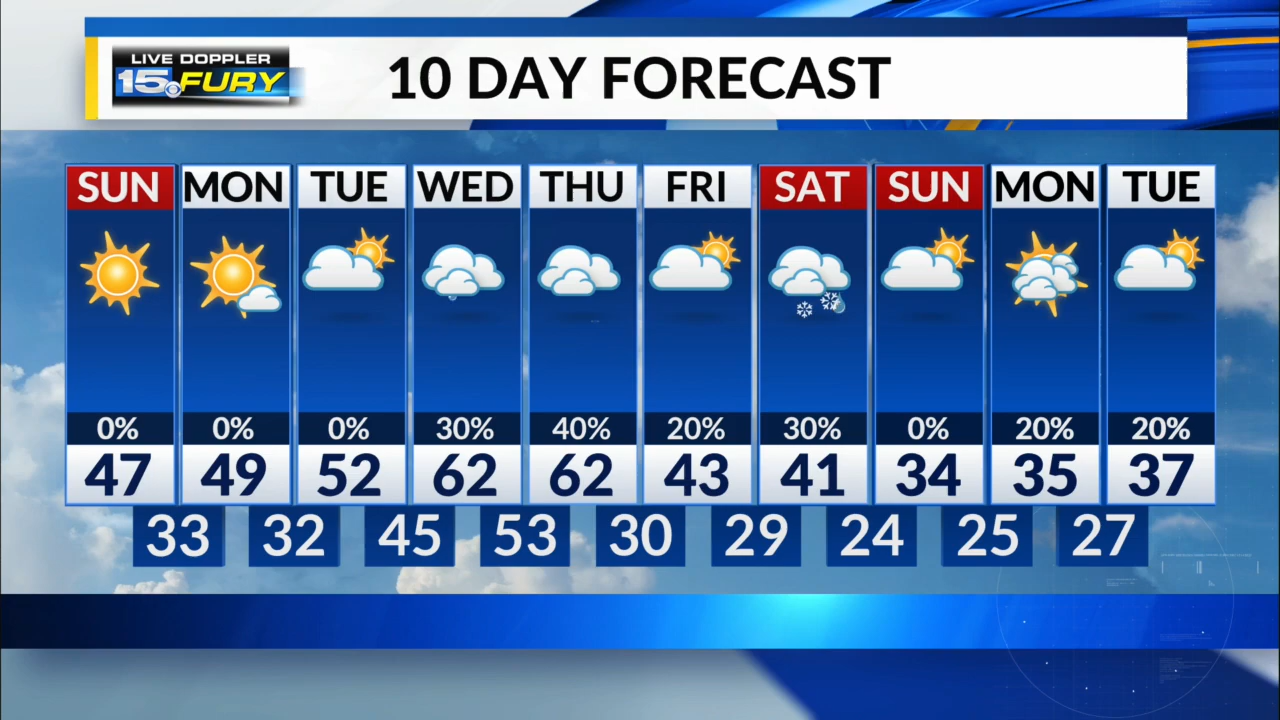 LIVE DOPPLER
15 FURY
10 DAY FORECAST
SUN MON TUE WED THU FRI SAT SUN MON TUE
0% 0% 0% 30% 40% 20% 30% 0% 20% 20%
47 49 52 62 62 43 41 34 35 37
33 32 45 53 30 29 24 25 27